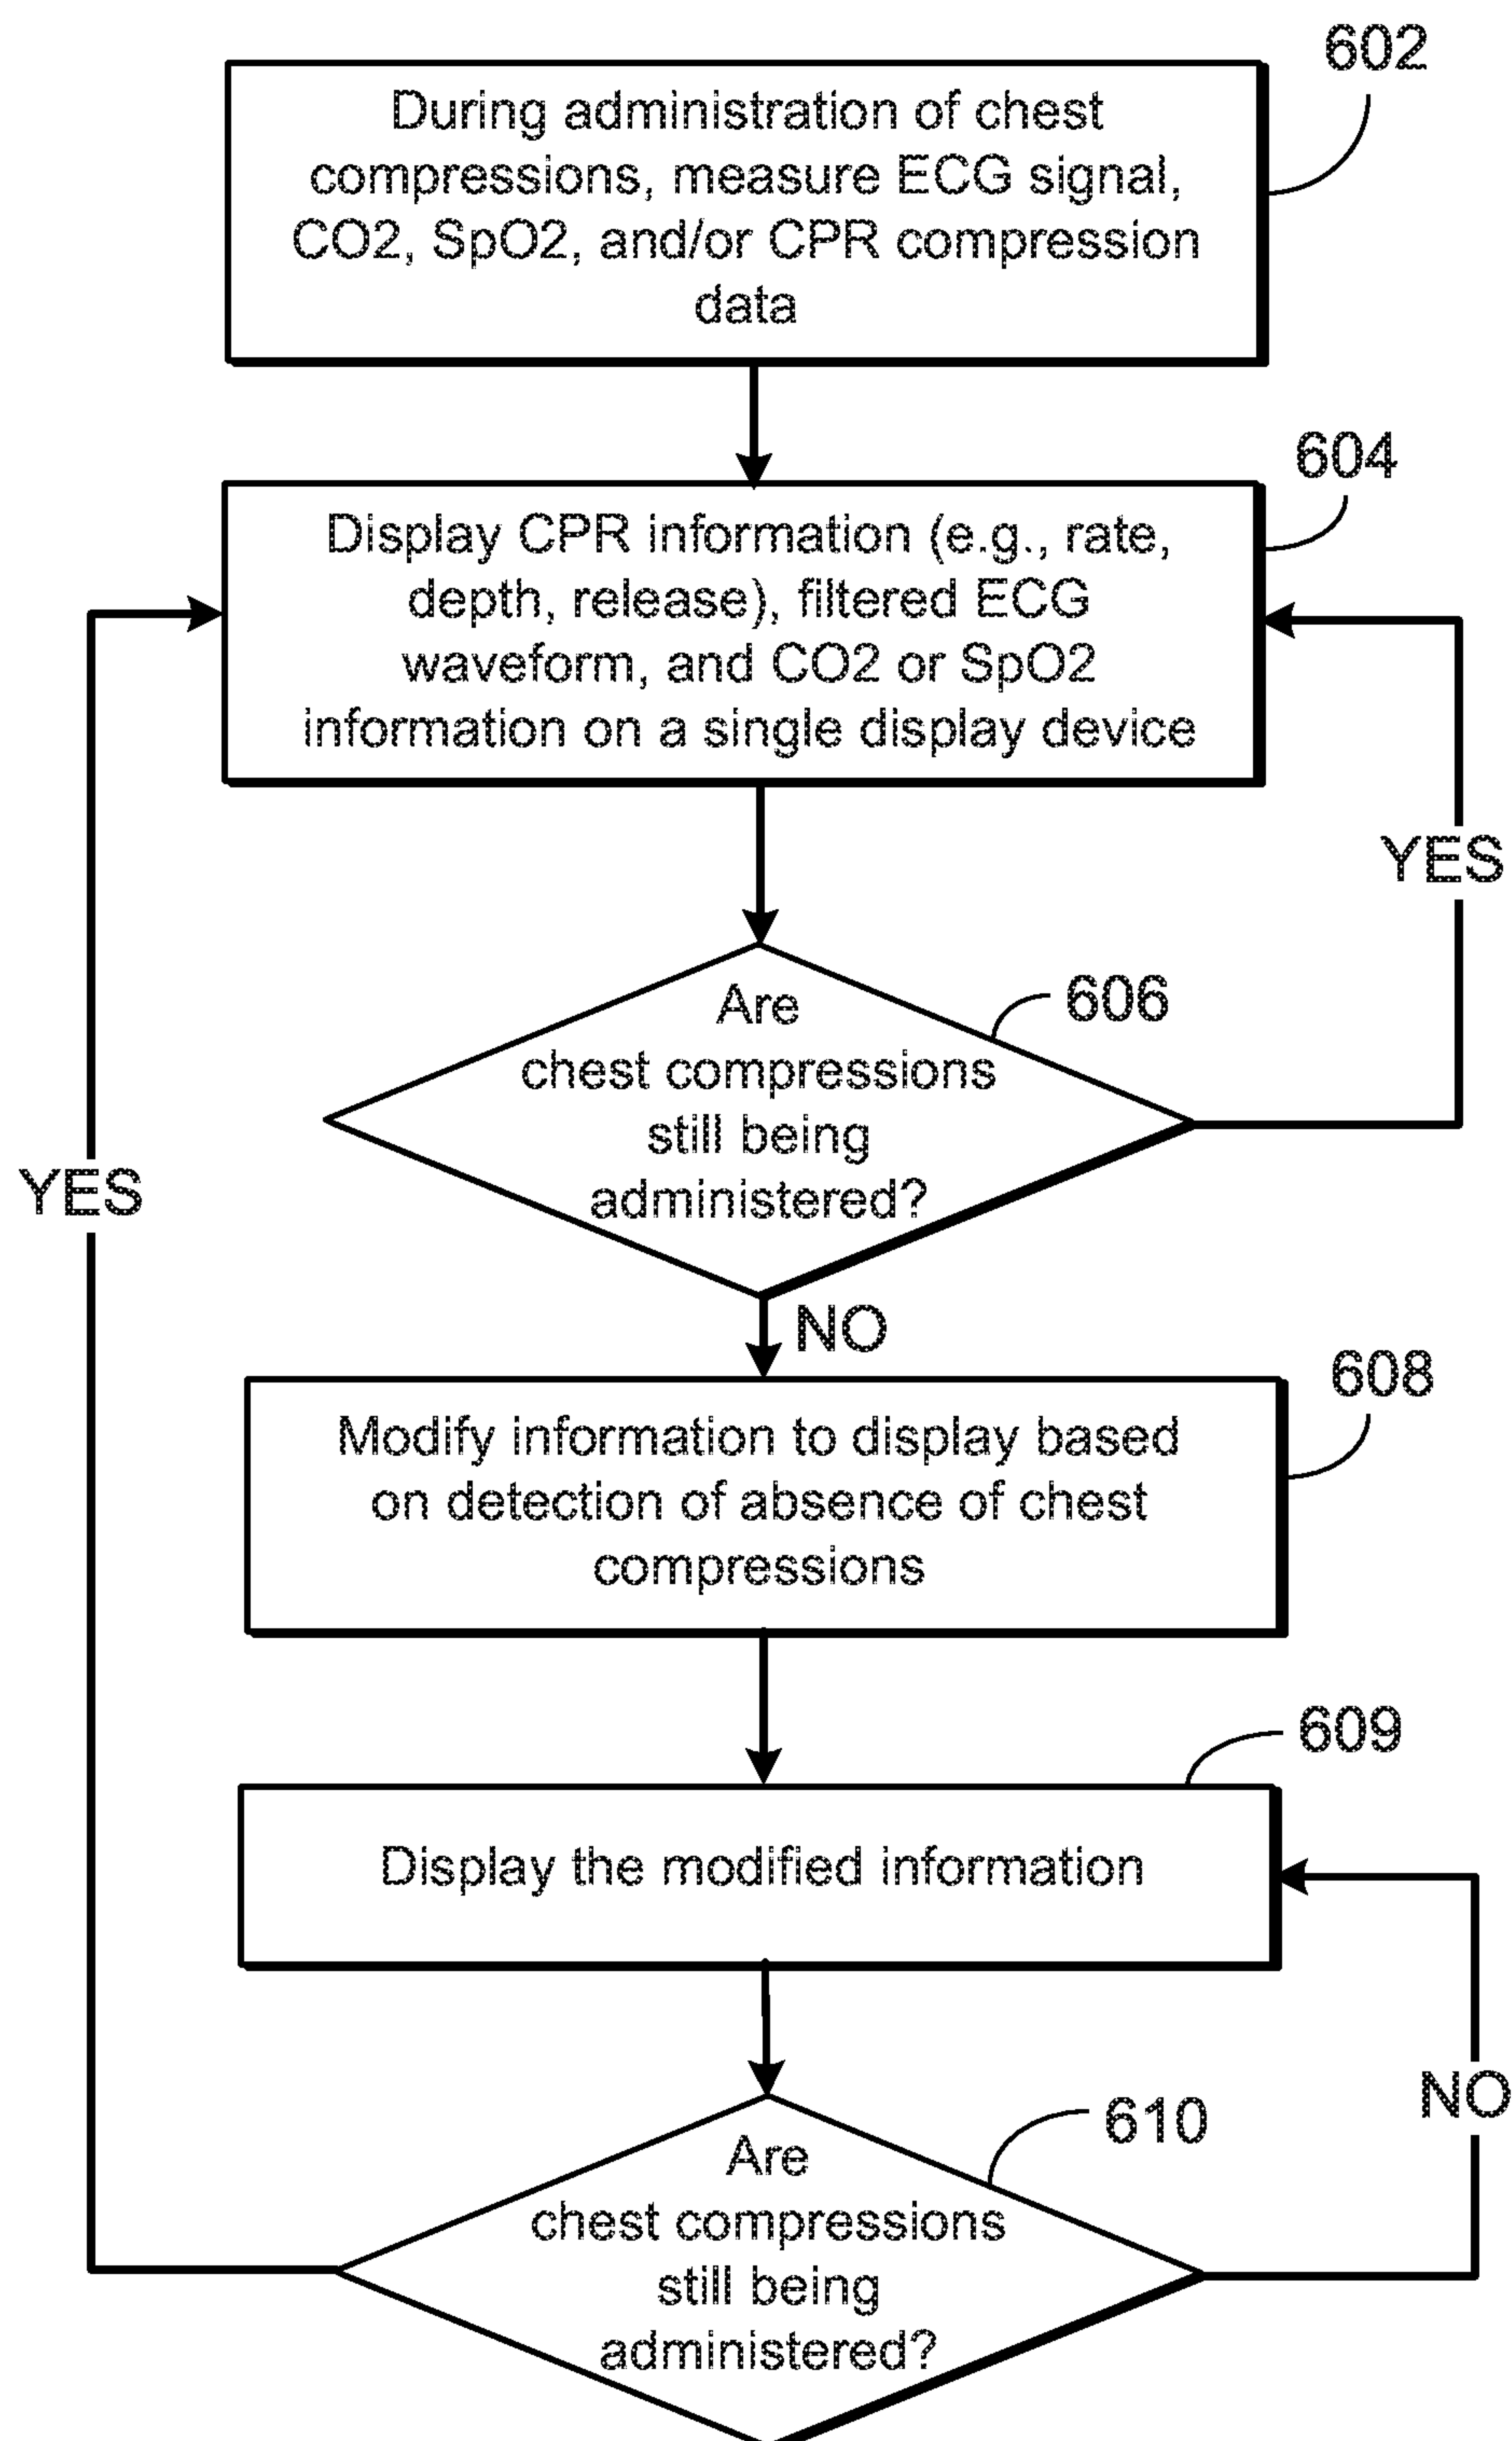 602
During administration of chest
compressions, measure ECG signal,
CO2, SpO2, and/or CPR compression
data
604
Display CPR information (e.g., rate,
depth, release), filtered ECG
waveform, and CO2 or SpO2
information on a single display device
YES
606
Are
chest compressions
still being
administered?
YES
NO
608
Modify information to display based
on detection of absence of chest
compressions
609
Display the modified information
NO
610
Are
chest compressions
still being
administered?